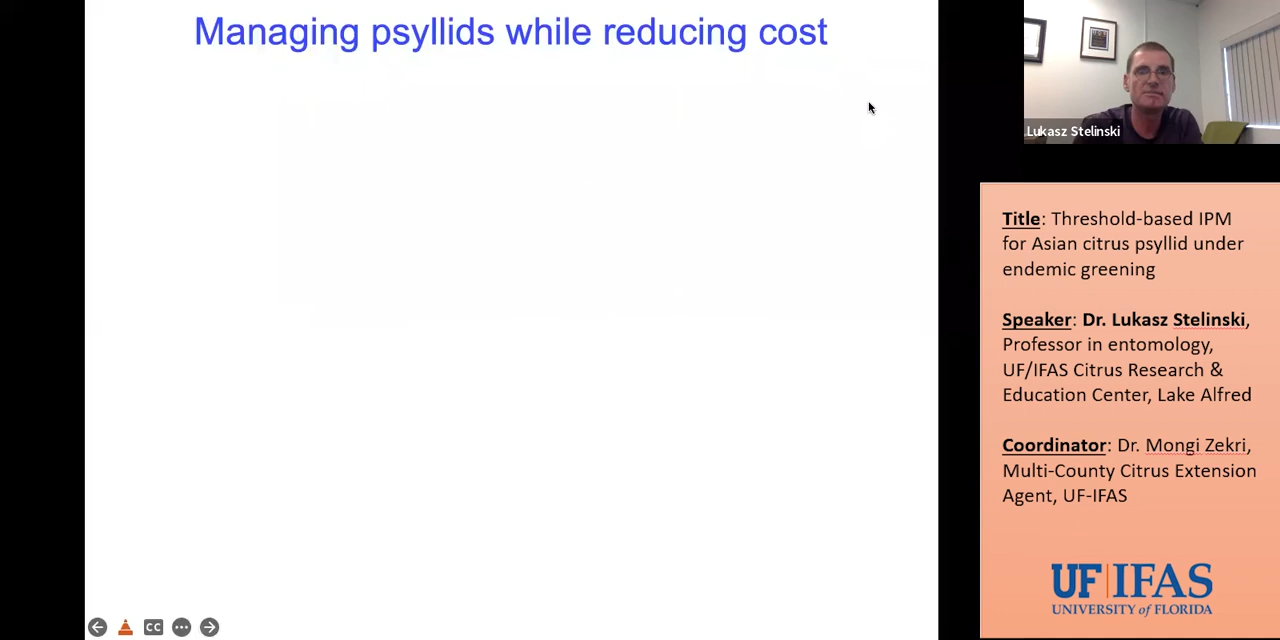 Managing psyllids while reducing cost
Lukasz Stelinski
Title: Threshold-based IPM
for Asian citrus psyllid under
endemic greening
Speaker: Dr. Lukasz Stelinski,
Professor in entomology,
UF/IFAS Citrus Research &
Education Center, Lake Alfred
Coordinator: Dr. Mongi Zekri,
Multi-County Citrus Extension
Agent, UF-IFAS
UF|IFAS
UNIVERSITY of FLORIDA
CC